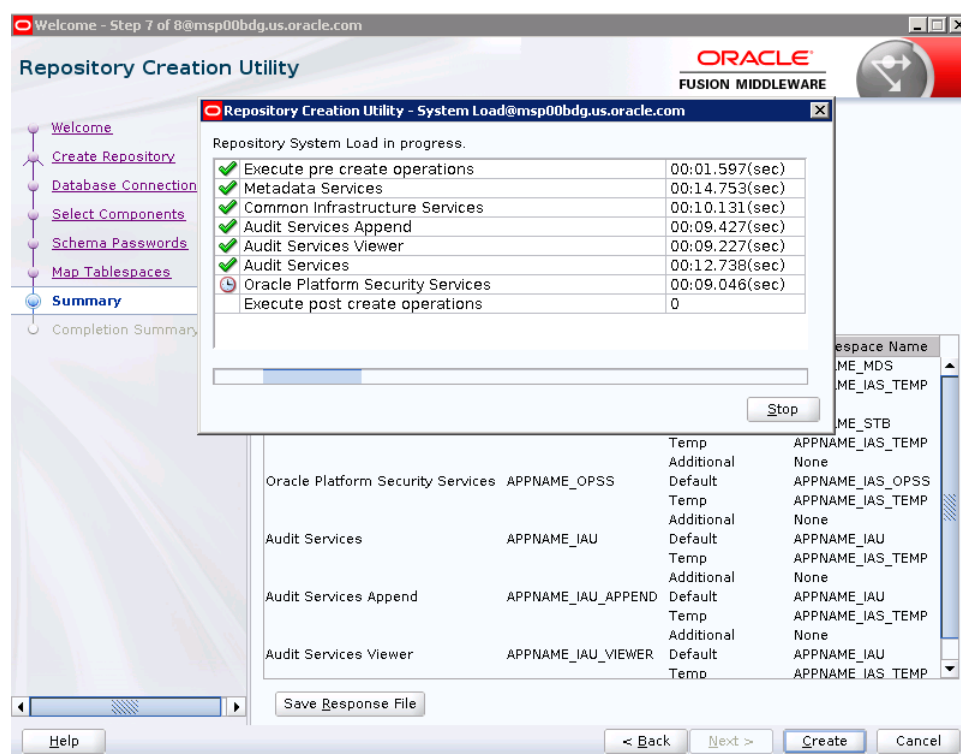 Welcome - Step 7 of 8@msp00bdg.us.oracle.com
Repository Creation Utility
ORACLE
FUSION MIDDLEWARE
Welcome
Create Repository
Database Connection
Select Components
Schema Passwords
Map Tablespaces
Summary
Completion Summary
Repository Creation Utility - System Load@msp00bdg.us.oracle.com
Repository System Load in progress.
Execute pre create operations 00:01.597(sec)
Metadata Services 00:14.753(sec)
Common Infrastructure Services 00:10.131(sec)
Audit Services Append 00:09.427(sec)
Audit Services Viewer 00:09.227(sec)
Audit Services 00:12.738(sec)
Oracle Platform Security Services 00:09.046(sec)
Execute post create operations 0
Stop
espace Name
ME_MDS
ME_IAS_TEMP
ME_STB
Temp APPNAME_IAS_TEMP
Additional None
Oracle Platform Security Services APPNAME_OPSS Default APPNAME_IAS_OPSS
Temp APPNAME_IAS_TEMP
Additional None
Audit Services APPNAME_IAU Default APPNAME_IAU
Temp APPNAME_IAS_TEMP
Additional None
Audit Services Append APPNAME_IAU_APPEND Default APPNAME_IAU
Temp APPNAME_IAS_TEMP
Additional None
Audit Services Viewer APPNAME_IAU_VIEWER Default APPNAME_IAU
Temp APPNAME_IAS_TEMP
Save Response File
Help
< Back
Next >
Create
Cancel